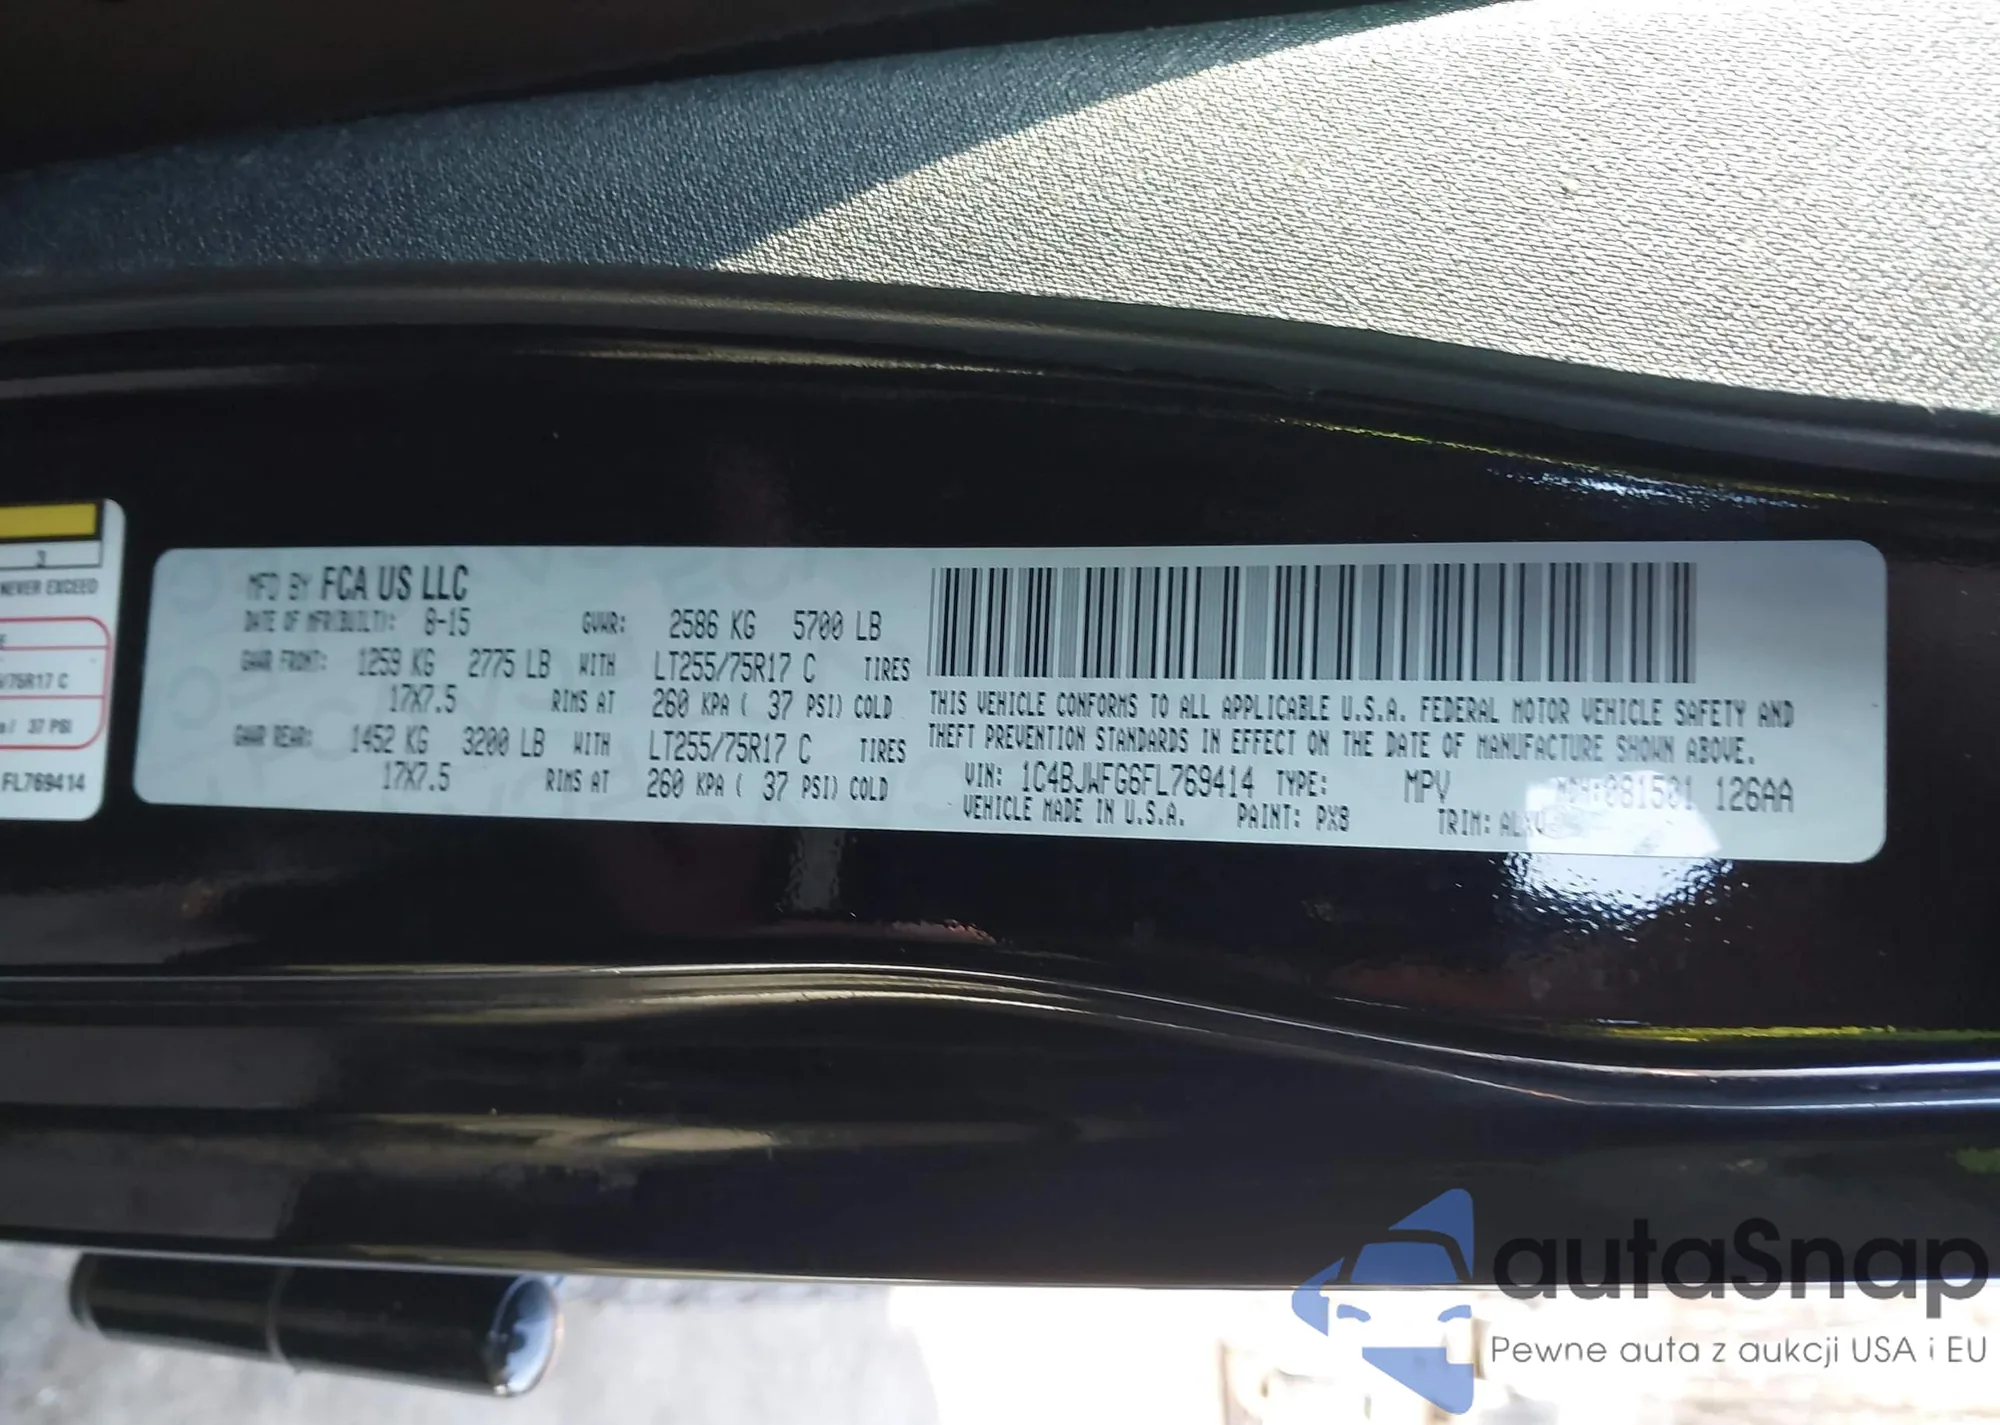 3
NEVER EXCEED
E
/75R17 C
37 PSI
FL769414
MFD BY FCA US LLC
DATE OF MFR(BUILT): 8-15 GVWR: 2586 KG 5700 LB
GAWR FRONT: 1259 KG 2775 LB WITH LT255/75R17 C TIRES
17X7.5 RIMS AT 260 KPA ( 37 PSI) COLD
GAWR REAR: 1452 KG 3200 LB WITH LT255/75R17 C TIRES
17X7.5 RIMS AT 260 KPA ( 37 PSI) COLD
THIS VEHICLE CONFORMS TO ALL APPLICABLE U.S.A. FEDERAL MOTOR VEHICLE SAFETY AND
THEFT PREVENTION STANDARDS IN EFFECT ON THE DATE OF MANUFACTURE SHOWN ABOVE.
VIN: 1C4BJWFG6FL769414 TYPE: MPV MDH:081501 126AA
VEHICLE MADE IN U.S.A. PAINT: PX8 TRIM:
autaSnap
Pewne auta z aukcji USA i EU